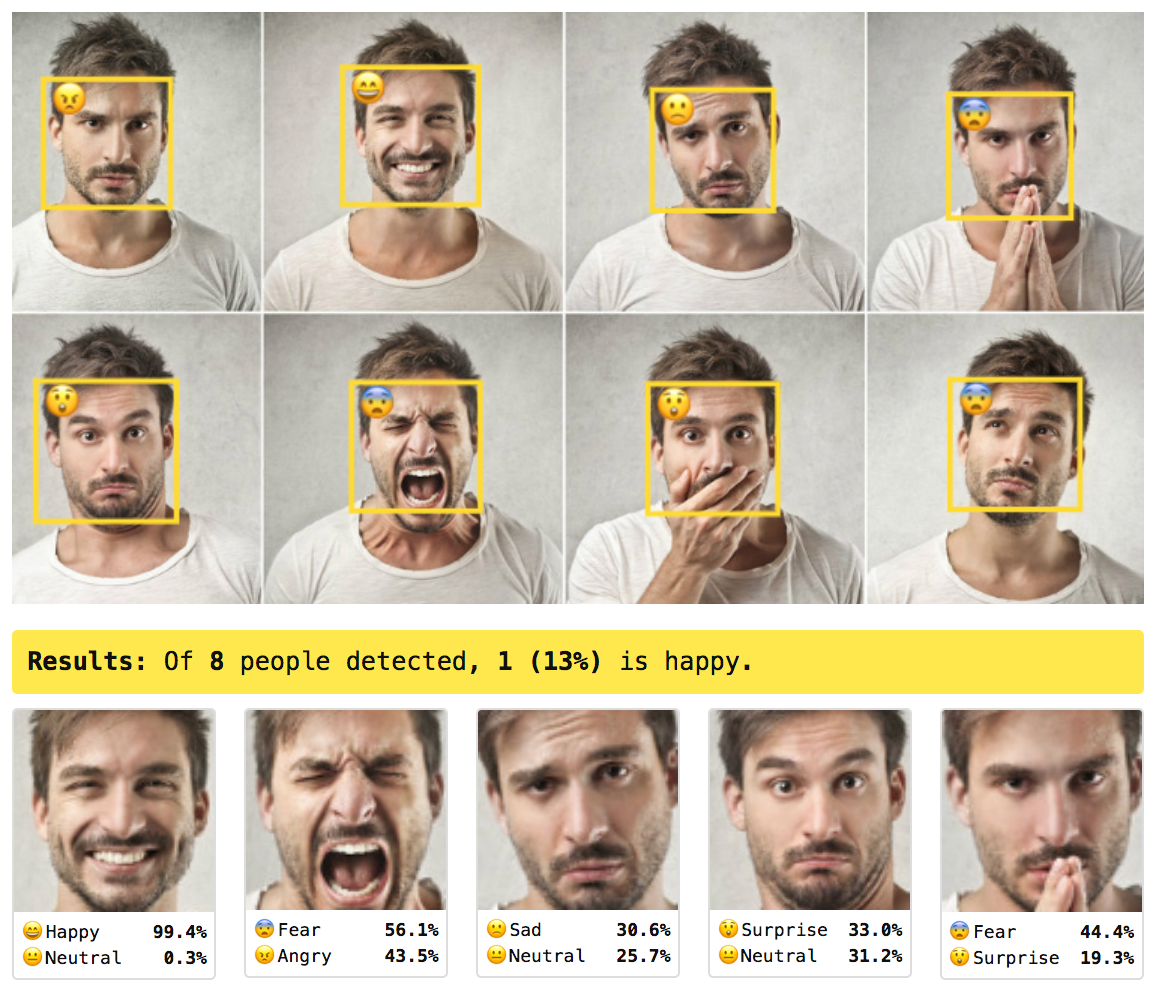 Results: Of 8 people detected, 1 (13%) is happy.
Happy 99.4%
Neutral 0.3%
Fear 56.1%
Angry 43.5%
Sad 30.6%
Neutral 25.7%
Surprise 33.0%
Neutral 31.2%
Fear 44.4%
Surprise 19.3%